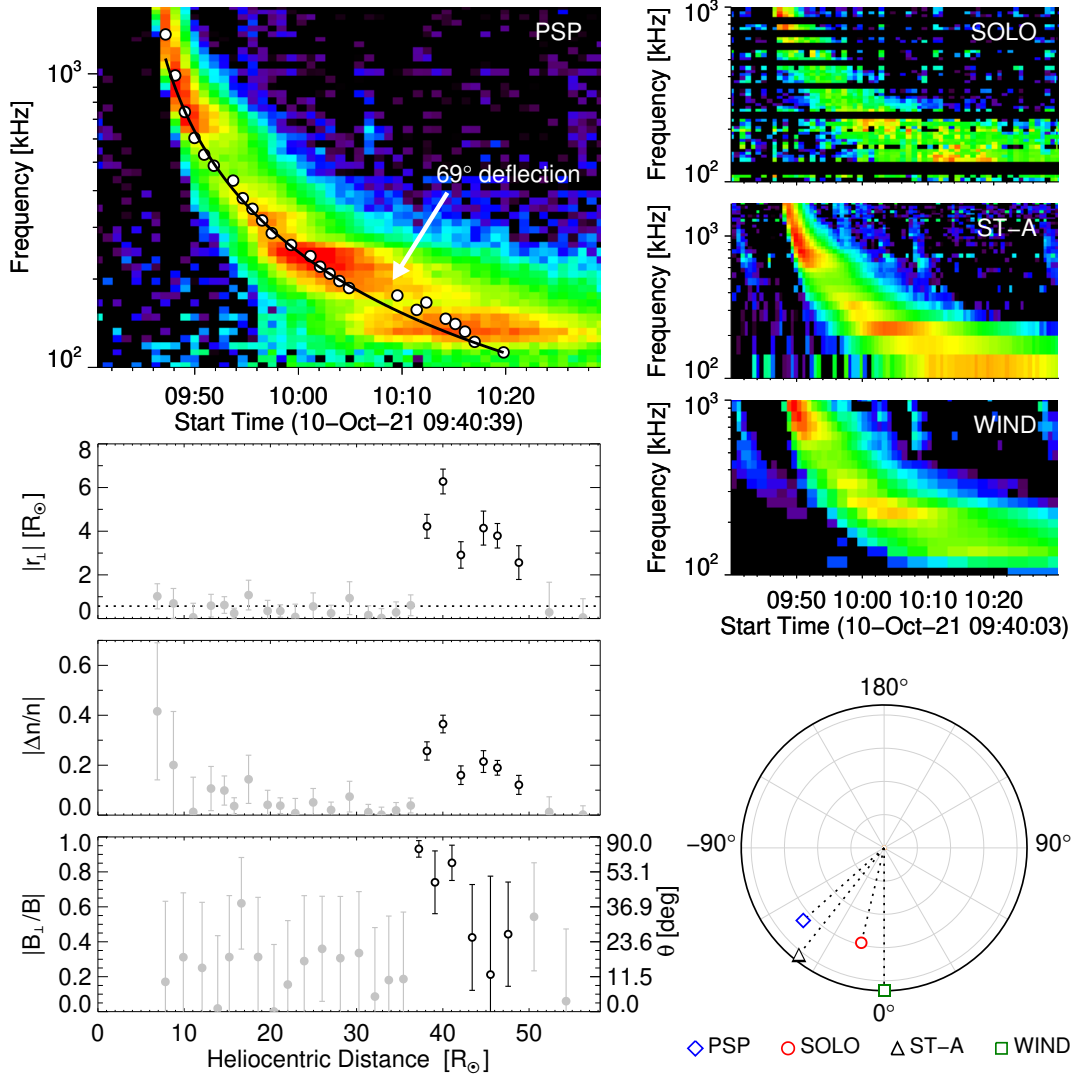 PSP
69° deflection
Frequency [kHz]
10³
10²
09:50 10:00 10:10 10:20
Start Time (10-Oct-21 09:40:39)
SOLO
Frequency [kHz]
10³
10²
ST-A
Frequency [kHz]
10³
10²
WIND
Frequency [kHz]
10³
10²
09:50 10:00 10:10 10:20
Start Time (10-Oct-21 09:40:03)
|r⊥| [R☉]
8
6
4
2
0
|Δn/n|
0.6
0.4
0.2
0.0
|B⊥/B|
1.0
0.8
0.6
0.4
0.2
0.0
90.0
53.1
36.9
23.6
11.5
0.0
θ [deg]
0 10 20 30 40 50
Heliocentric Distance [R☉]
180°
-90°
90°
0°
PSP SOLO ST-A WIND